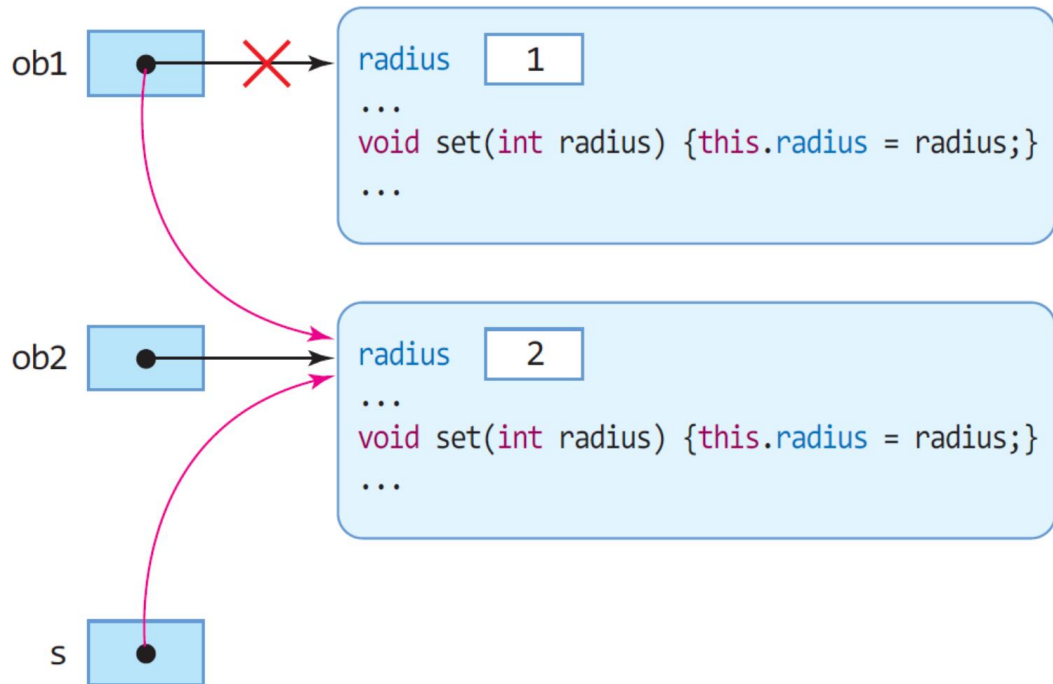 ob1
radius 1
...
void set(int radius) {this.radius = radius;}
...
ob2
radius 2
...
void set(int radius) {this.radius = radius;}
...
s